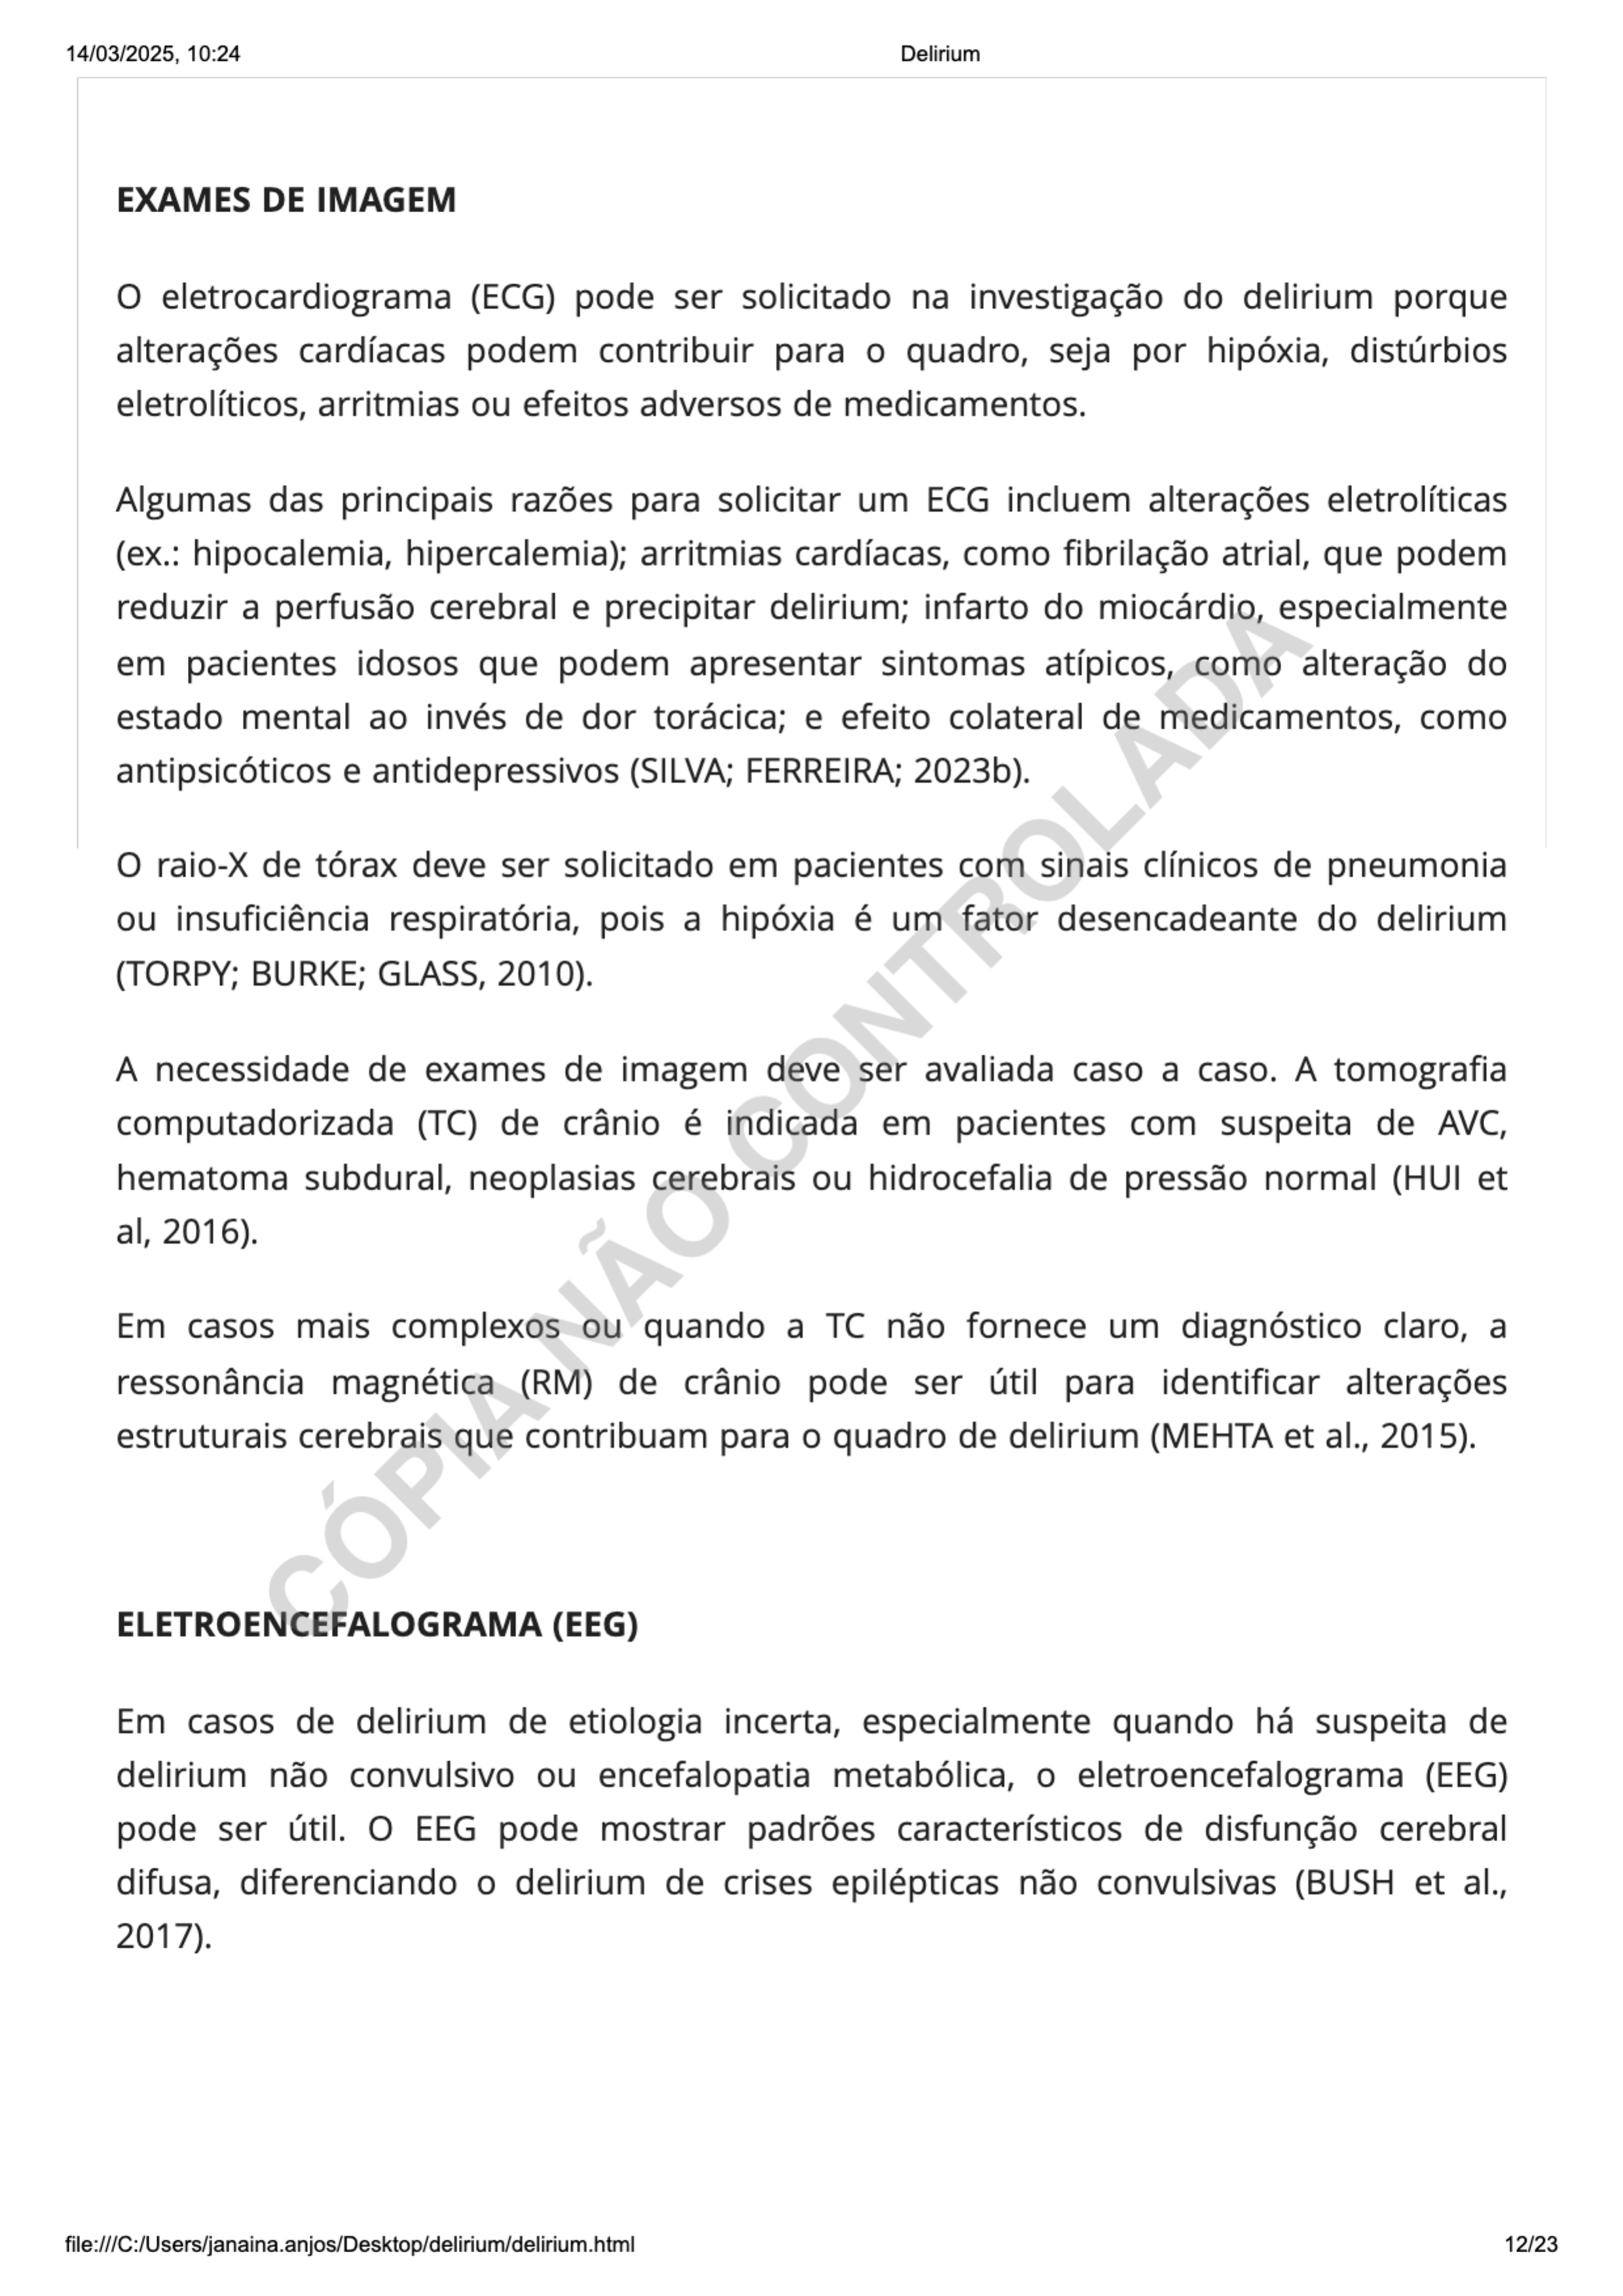 14/03/2025, 10:24 Delirium
EXAMES DE IMAGEM
O eletrocardiograma (ECG) pode ser solicitado na investigação do delirium porque
alterações cardíacas podem contribuir para o quadro, seja por hipóxia, distúrbios
eletrolíticos, arritmias ou efeitos adversos de medicamentos.
Algumas das principais razões para solicitar um ECG incluem alterações eletrolíticas
(ex.: hipocalemia, hipercalemia); arritmias cardíacas, como fibrilação atrial, que podem
reduzir a perfusão cerebral e precipitar delirium; infarto do miocárdio, especialmente
em pacientes idosos que podem apresentar sintomas atípicos, como alteração do
estado mental ao invés de dor torácica; e efeito colateral de medicamentos, como
antipsicóticos e antidepressivos (SILVA; FERREIRA; 2023b).
O raio-X de tórax deve ser solicitado em pacientes com sinais clínicos de pneumonia
ou insuficiência respiratória, pois a hipóxia é um fator desencadeante do delirium
(TORPY; BURKE; GLASS, 2010).
A necessidade de exames de imagem deve ser avaliada caso a caso. A tomografia
computadorizada (TC) de crânio é indicada em pacientes com suspeita de AVC,
hematoma subdural, neoplasias cerebrais ou hidrocefalia de pressão normal (HUI et
al, 2016).
Em casos mais complexos ou quando a TC não fornece um diagnóstico claro, a
ressonância magnética (RM) de crânio pode ser útil para identificar alterações
estruturais cerebrais que contribuam para o quadro de delirium (MEHTA et al., 2015).
ELETROENCEFALOGRAMA (EEG)
Em casos de delirium de etiologia incerta, especialmente quando há suspeita de
delirium não convulsivo ou encefalopatia metabólica, o eletroencefalograma (EEG)
pode ser útil. O EEG pode mostrar padrões característicos de disfunção cerebral
difusa, diferenciando o delirium de crises epilépticas não convulsivas (BUSH et al.,
2017).
CÓPIA NÃO CONTROLADA
file:///C:/Users/janaina.anjos/Desktop/delirium/delirium.html 12/23